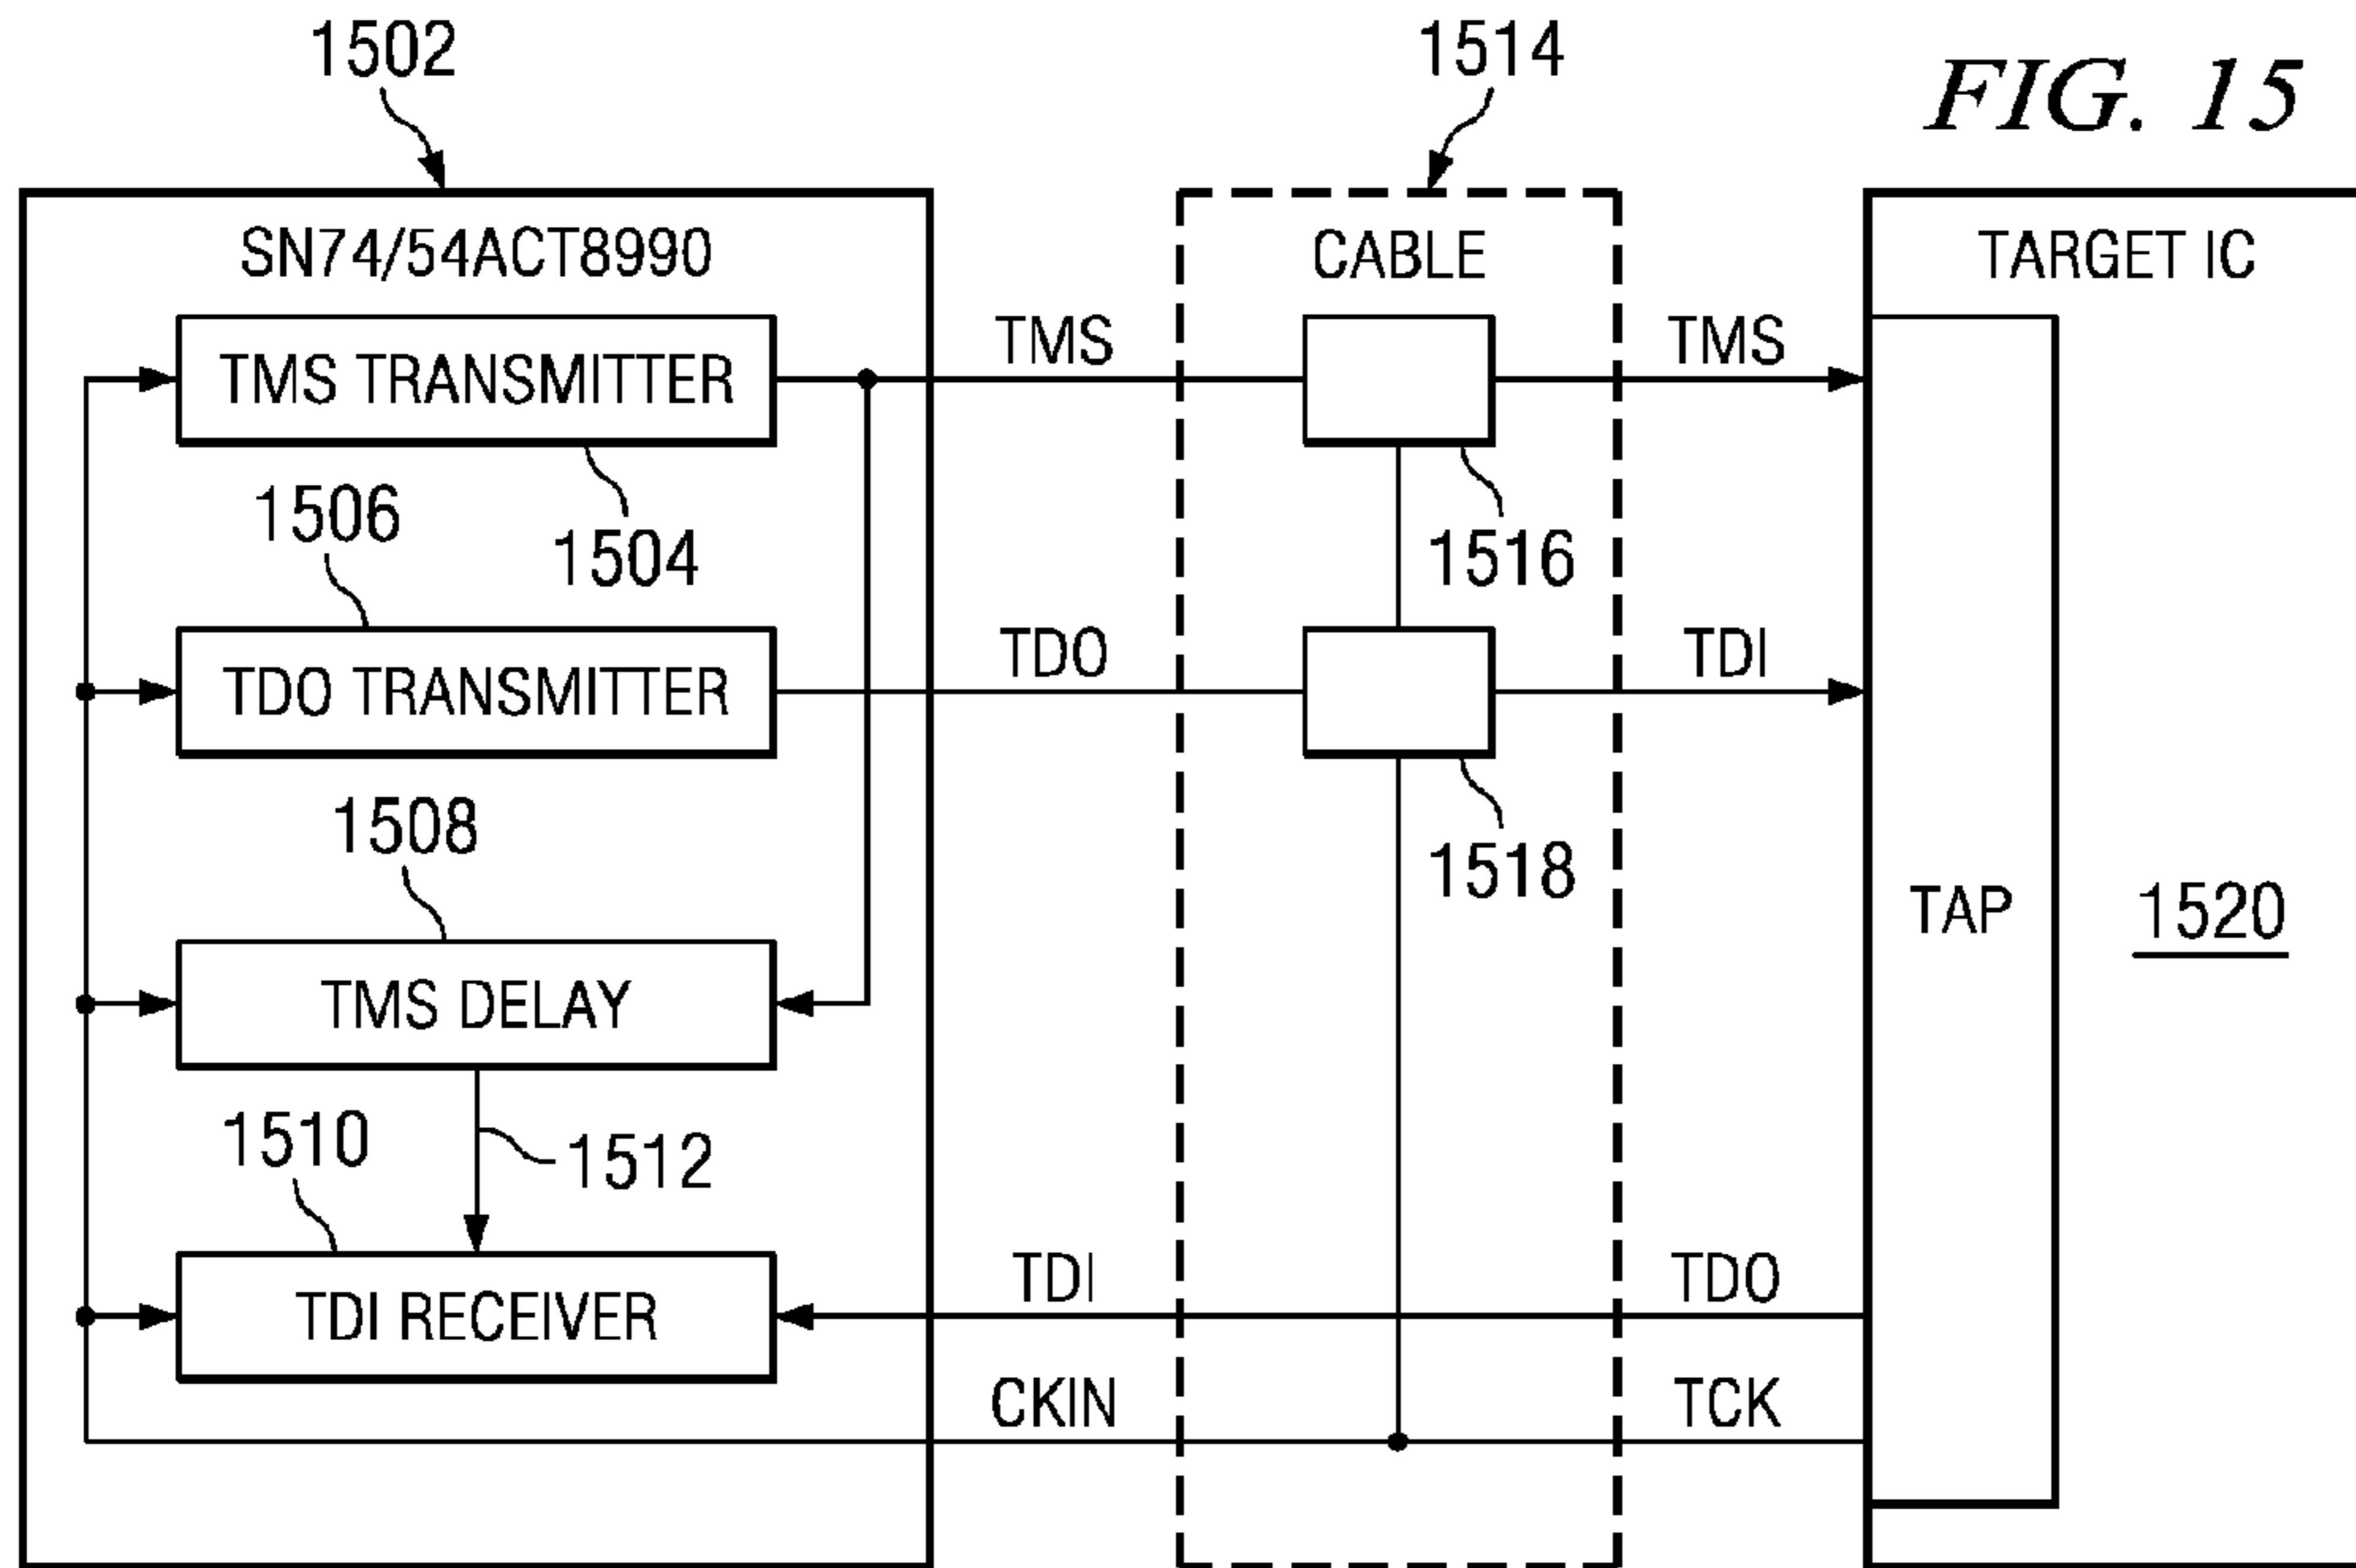 1502
1514
FIG. 15
SN74/54ACT8990
CABLE
TARGET IC
TMS TRANSMITTER
TMS
TMS
1506
1504
1516
TDO TRANSMITTER
TDO
TDI
1508
1518
TAP
1520
TMS DELAY
1510
1512
TDI RECEIVER
TDI
TDO
CKIN
TCK